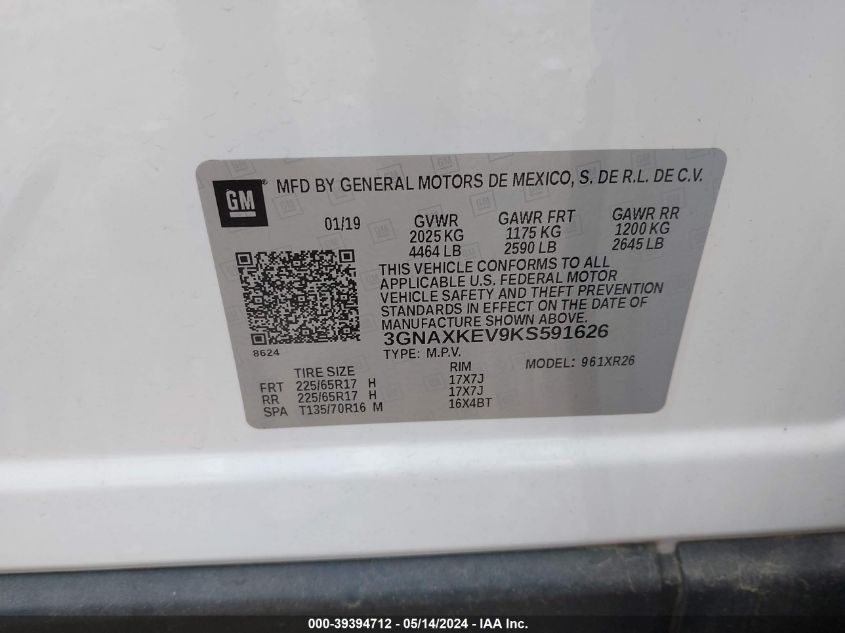 GM® MFD BY GENERAL MOTORS DE MEXICO, S. DE R.L. DE C.V.
01/19 GVWR GAWR FRT GAWR RR
2025 KG 1175 KG 1200 KG
4464 LB 2590 LB 2645 LB
THIS VEHICLE CONFORMS TO ALL
APPLICABLE U.S. FEDERAL MOTOR
VEHICLE SAFETY AND THEFT PREVENTION
STANDARDS IN EFFECT ON THE DATE OF
MANUFACTURE SHOWN ABOVE.
3GNAXKEV9KS591626
8624 TYPE: M.P.V. MODEL: 961XR26
TIRE SIZE RIM
FRT 225/65R17 H 17X7J
RR 225/65R17 H 17X7J
SPA T135/70R16 M 16X4BT
000-39394712 - 05/14/2024 - IAA Inc.